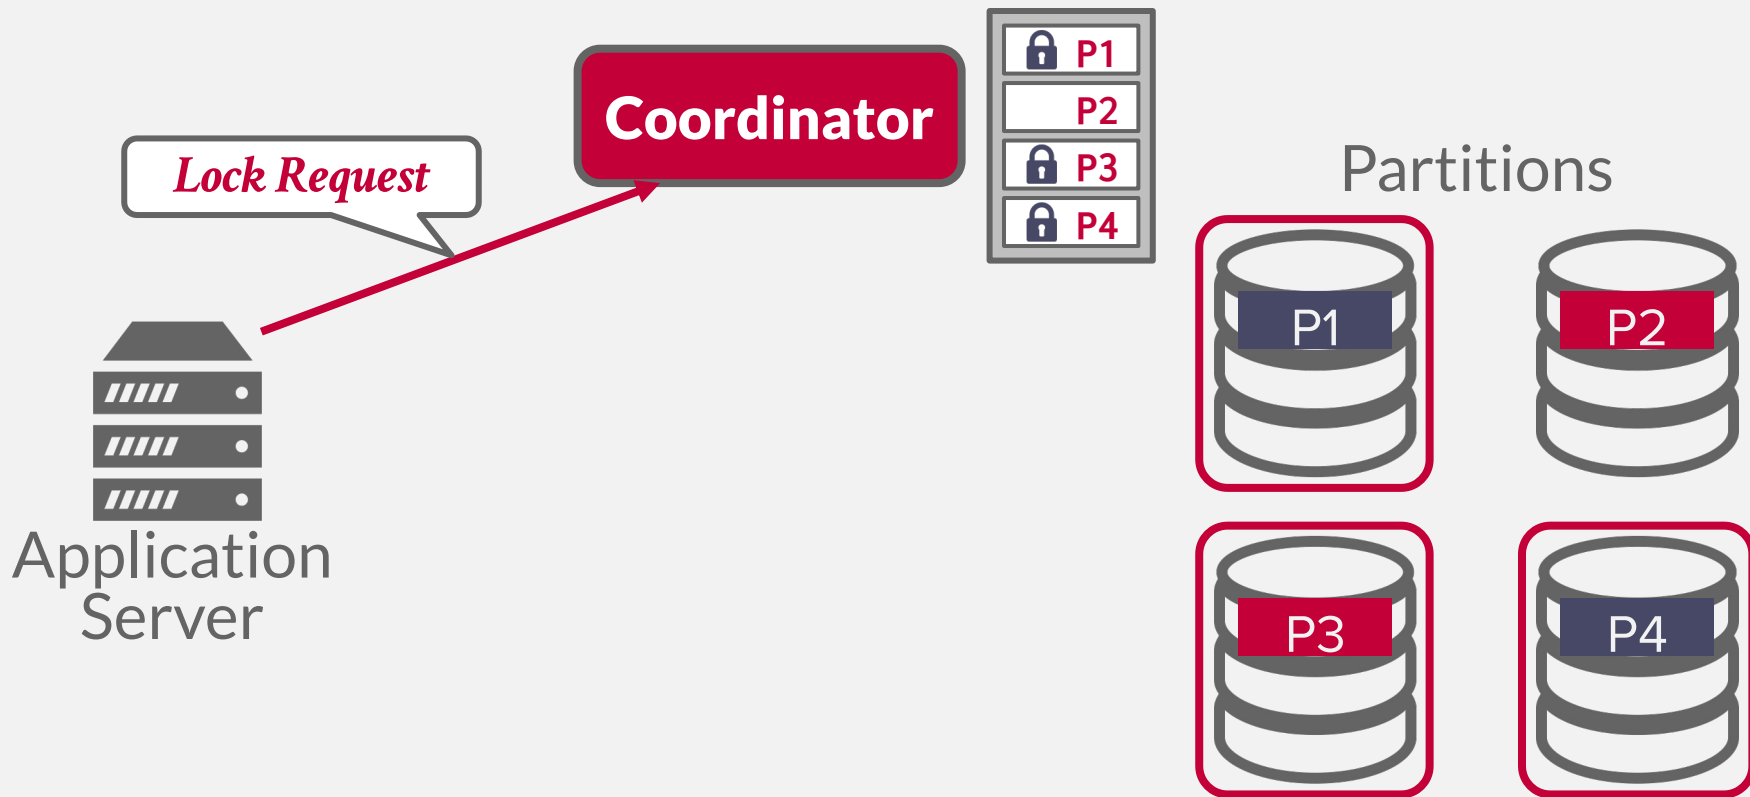 Coordinator
P1
P2
P3
P4
Lock Request
Partitions
P1
P2
P3
P4
Application
Server